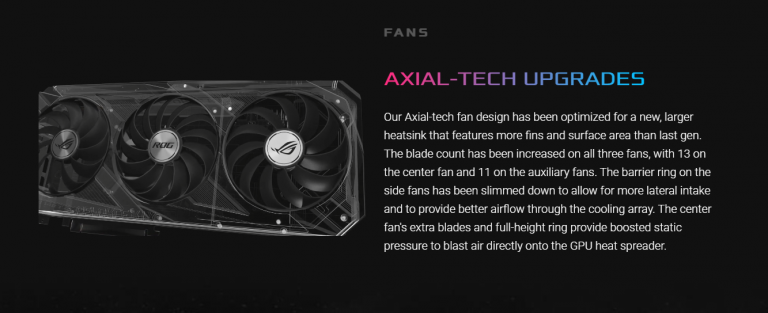 FANS
AXIAL-TECH UPGRADES
Our Axial-tech fan design has been optimized for a new, larger
heatsink that features more fins and surface area than last gen.
The blade count has been increased on all three fans, with 13 on
the center fan and 11 on the auxiliary fans. The barrier ring on the
side fans has been slimmed down to allow for more lateral intake
and to provide better airflow through the cooling array. The center
fan's extra blades and full-height ring provide boosted static
pressure to blast air directly onto the GPU heat spreader.
ROG